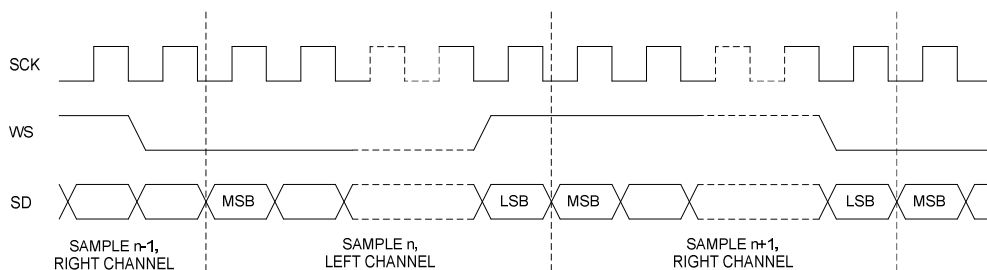 SCK
WS
SD
MSB
LSB
MSB
LSB
MSB
SAMPLE n-1,
RIGHT CHANNEL
SAMPLE n,
LEFT CHANNEL
SAMPLE n+1,
RIGHT CHANNEL